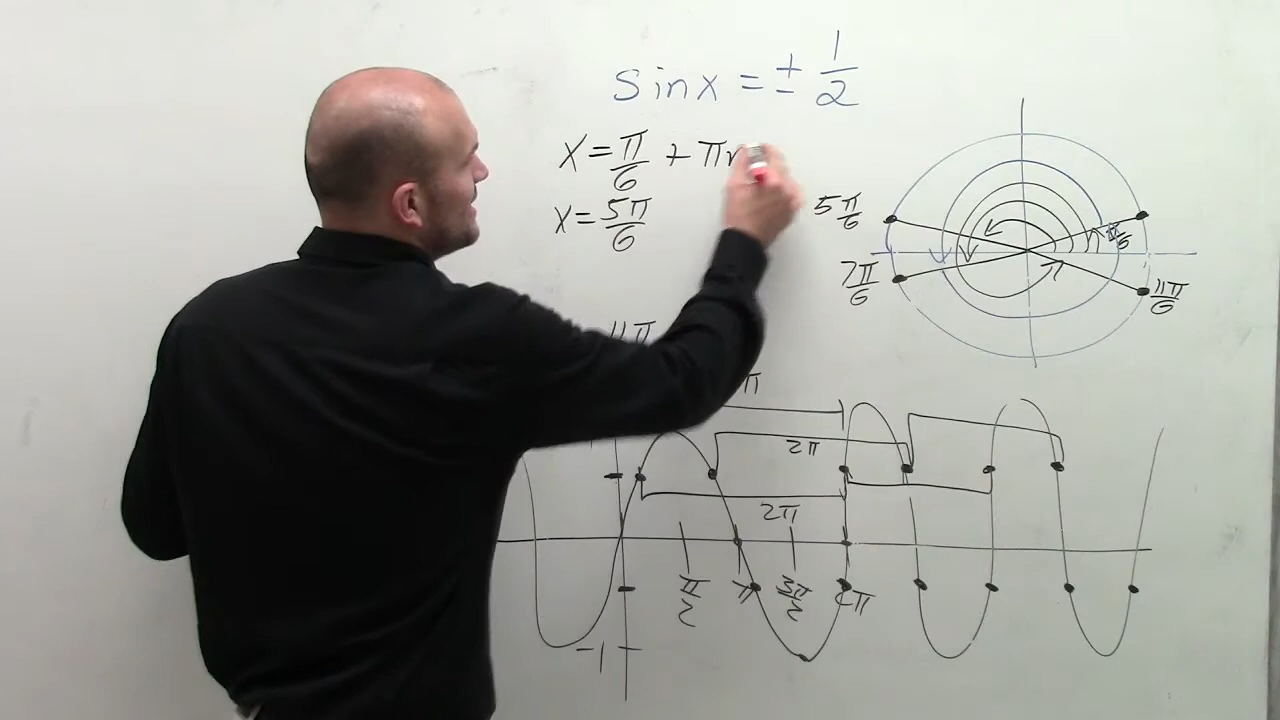 sin x = ± 1/2
x = π/6 + πn
x = 5π/6
5π/6
π/6
7π/6
11π/6
11π
π
2π
2π
π/2
π
3π/2
2π
-1